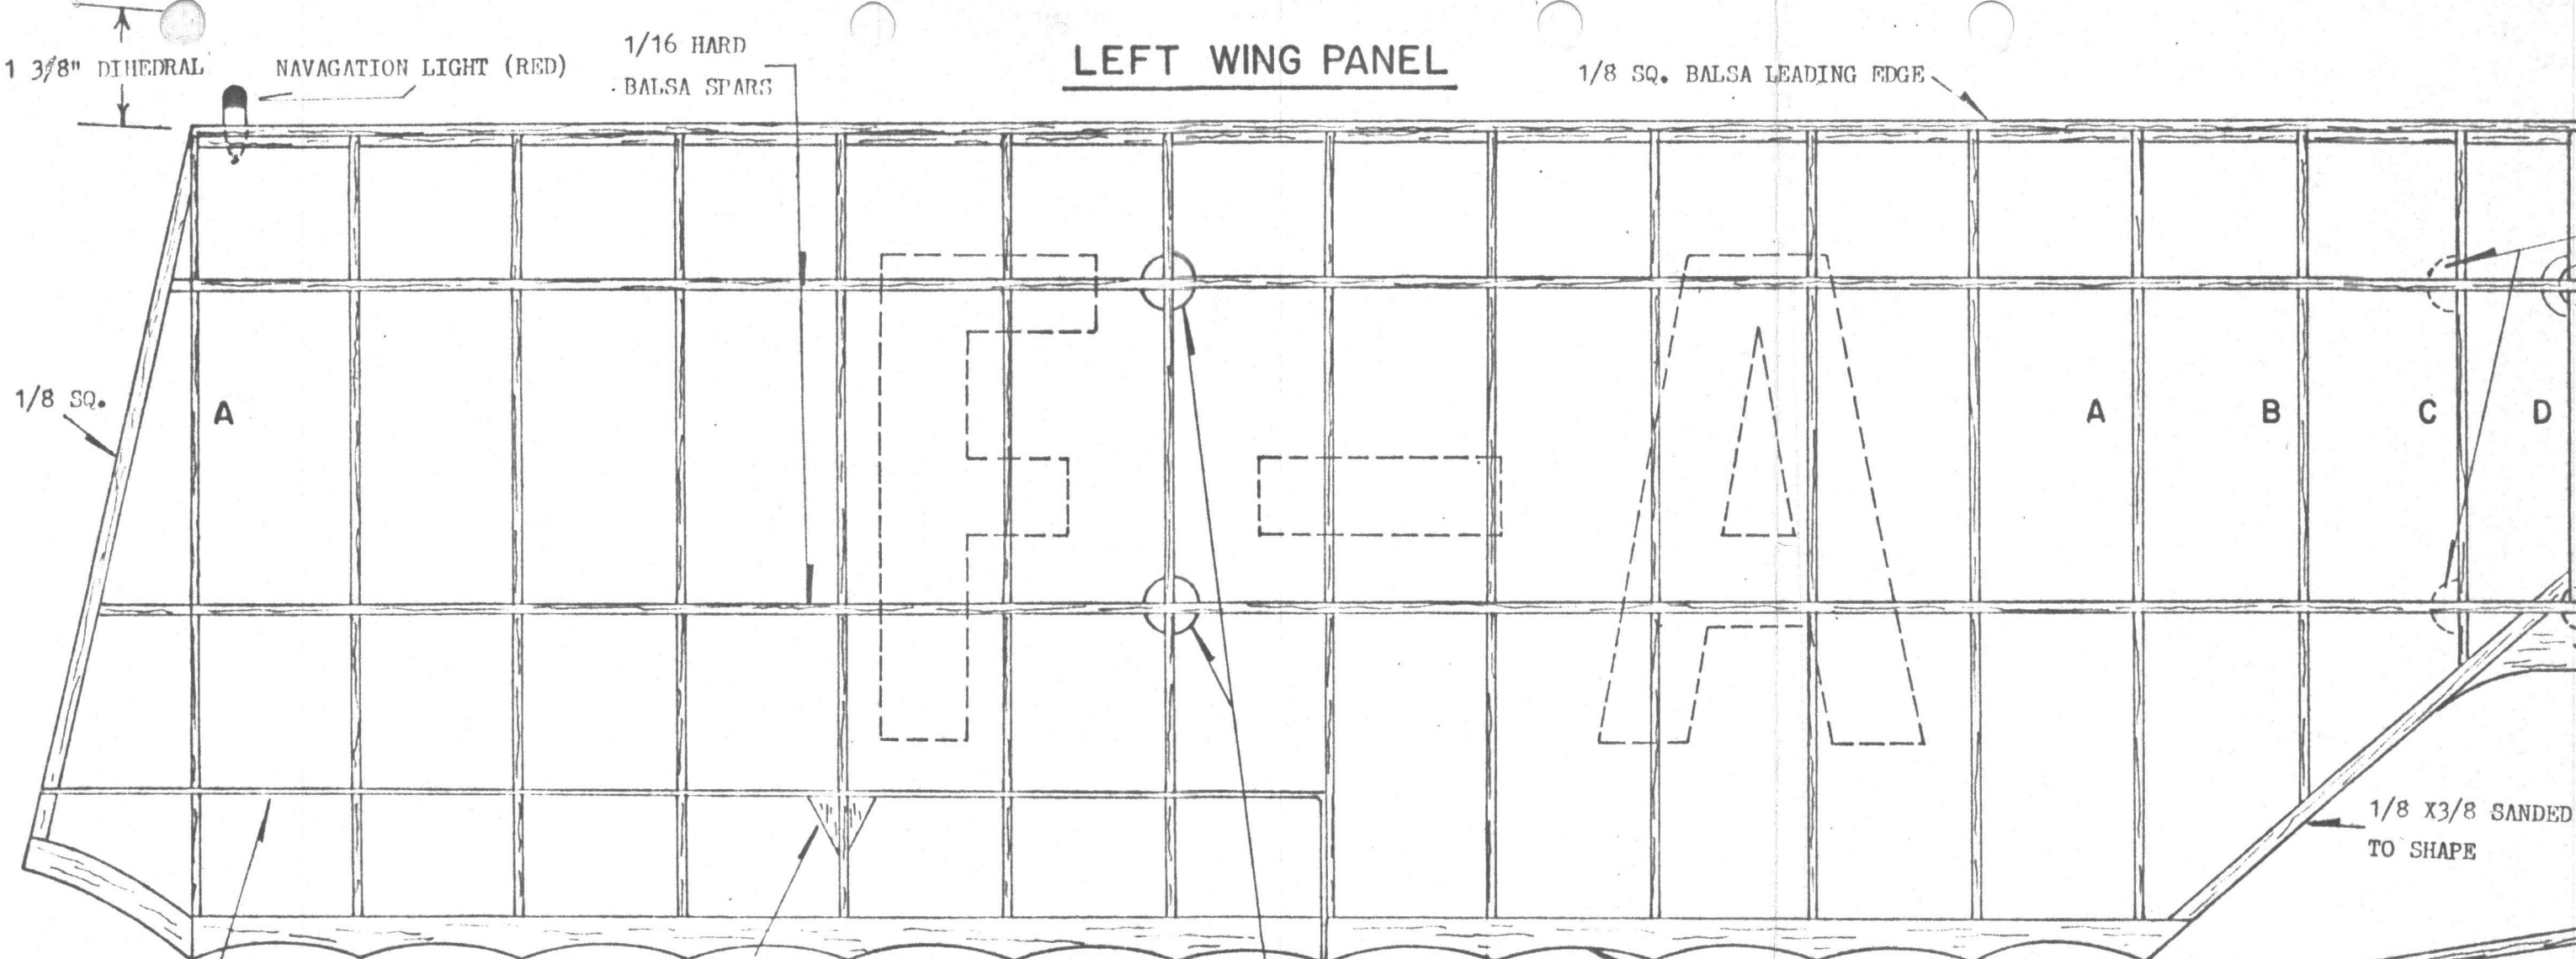 LEFT WING PANEL
1 3/8" DIHEDRAL
NAVAGATION LIGHT (RED)
1/16 HARD
BALSA SPARS
1/8 SQ. BALSA LEADING EDGE
1/8 SQ.
A
F-A
A
B
C
D
1/8 X3/8 SANDED
TO SHAPE